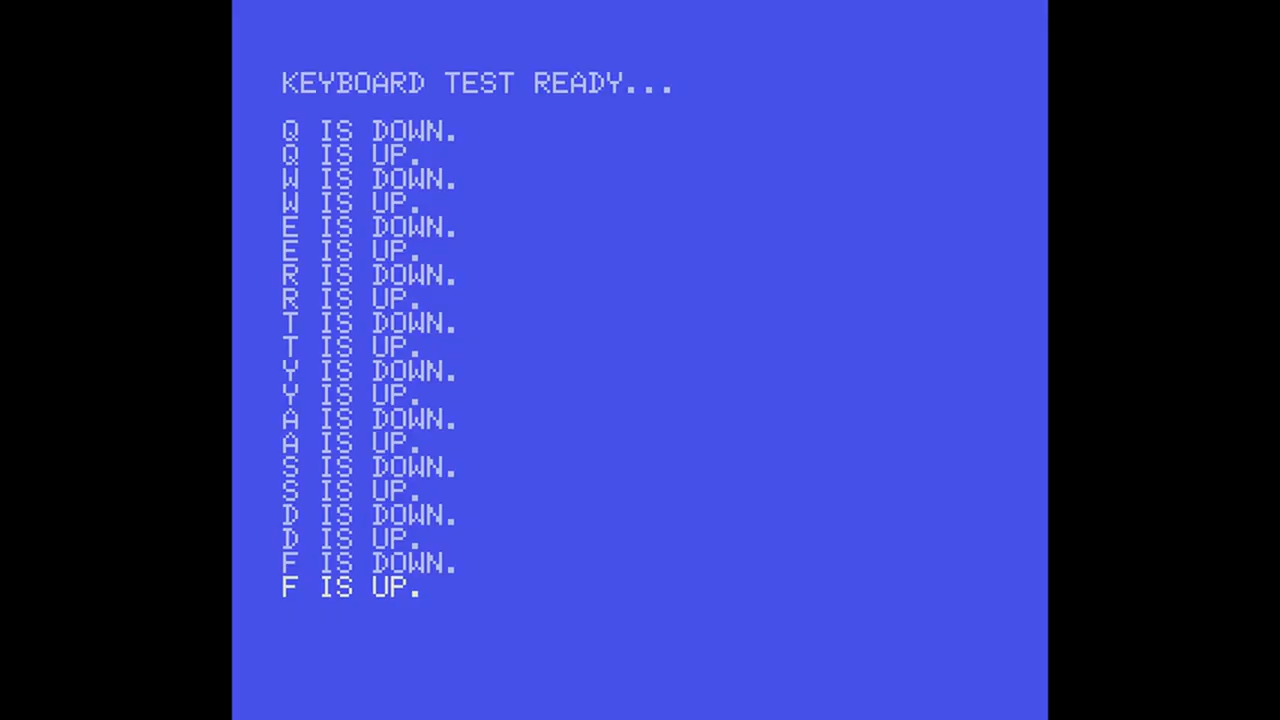 KEYBOARD TEST READY...
Q IS DOWN.
Q IS UP.
W IS DOWN.
W IS UP.
E IS DOWN.
E IS UP.
R IS DOWN.
R IS UP.
T IS DOWN.
T IS UP.
Y IS DOWN.
Y IS UP.
A IS DOWN.
A IS UP.
S IS DOWN.
S IS UP.
D IS DOWN.
D IS UP.
F IS DOWN.
F IS UP.